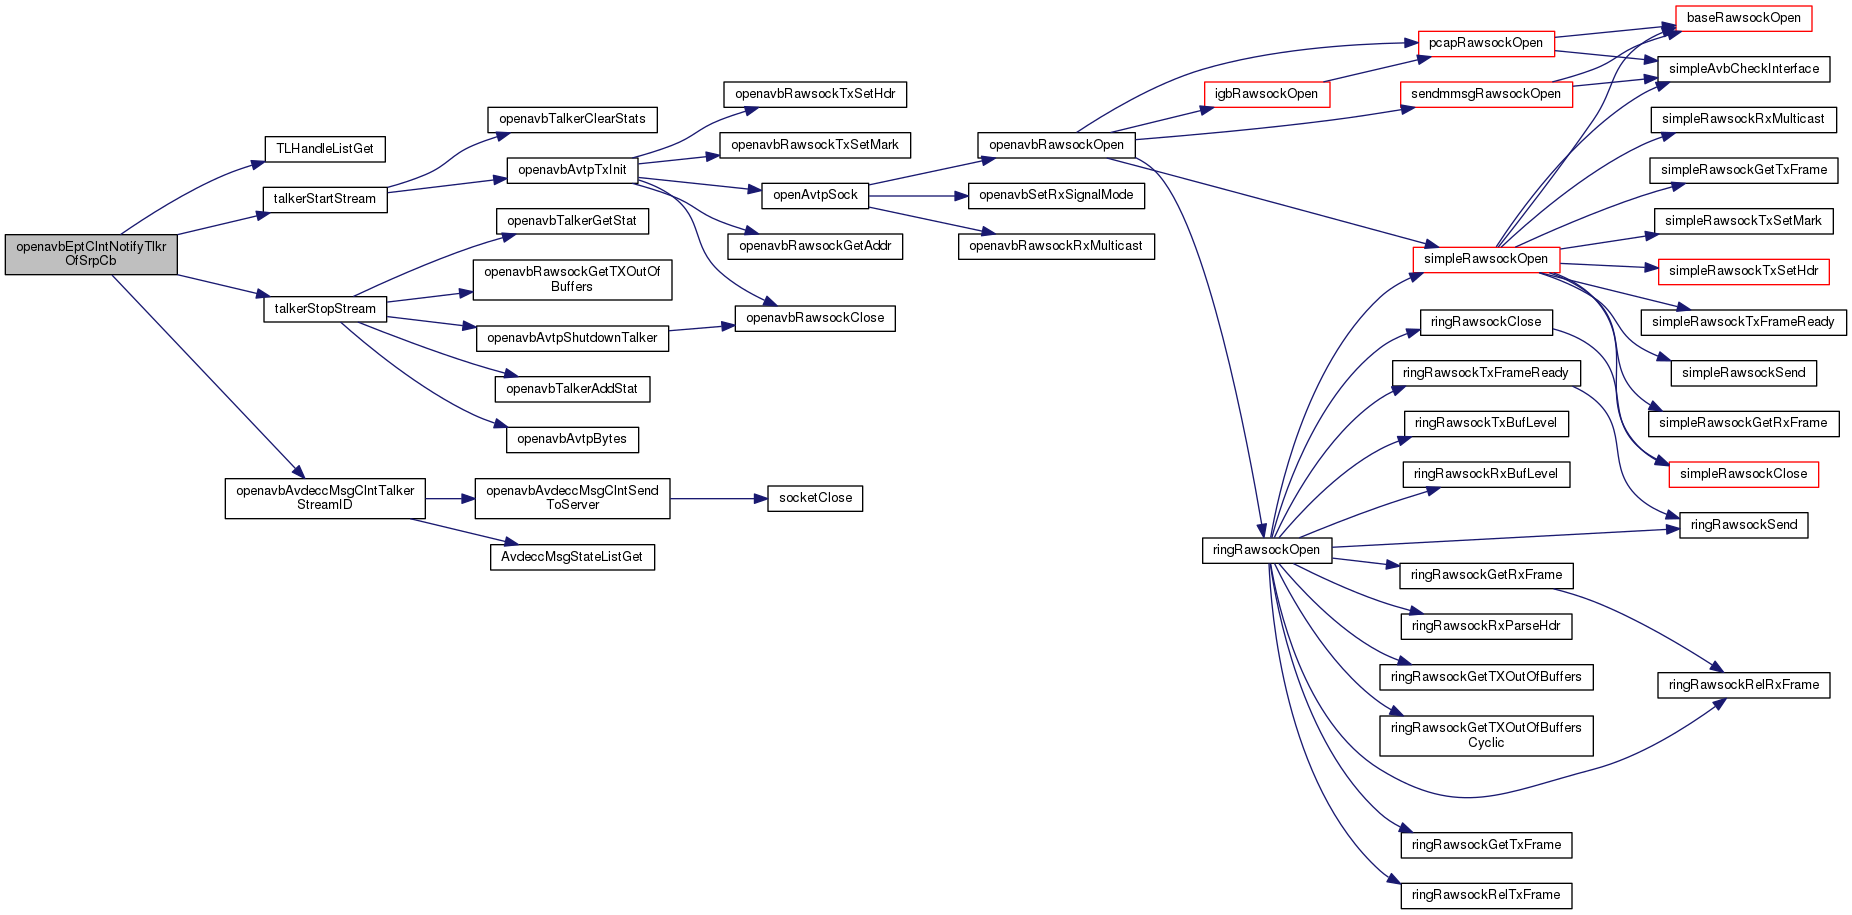 openavbEptClntNotifyTlkr
OfSrpCb
TLHandleListGet
talkerStartStream
talkerStopStream
openavbAvdeccMsgClntTalker
StreamID
openavbTalkerClearStats
openavbAvtpTxInit
openavbTalkerGetStat
openavbRawsockGetTXOutOf
Buffers
openavbAvtpShutdownTalker
openavbTalkerAddStat
openavbAvtpBytes
openavbAvdeccMsgClntSend
ToServer
AvdeccMsgStateListGet
openavbRawsockTxSetHdr
openavbRawsockTxSetMark
openAvtpSock
openavbRawsockGetAddr
openavbRawsockClose
socketClose
openavbRawsockOpen
openavbSetRxSignalMode
openavbRawsockRxMulticast
igbRawsockOpen
ringRawsockOpen
pcapRawsockOpen
sendmmsgRawsockOpen
simpleRawsockOpen
ringRawsockClose
ringRawsockTxFrameReady
ringRawsockTxBufLevel
ringRawsockRxBufLevel
ringRawsockGetRxFrame
ringRawsockRxParseHdr
ringRawsockGetTXOutOfBuffers
ringRawsockGetTXOutOfBuffers
Cyclic
ringRawsockGetTxFrame
ringRawsockRelTxFrame
baseRawsockOpen
simpleAvbCheckInterface
simpleRawsockRxMulticast
simpleRawsockGetTxFrame
simpleRawsockTxSetMark
simpleRawsockTxSetHdr
simpleRawsockTxFrameReady
simpleRawsockSend
simpleRawsockGetRxFrame
simpleRawsockClose
ringRawsockSend
ringRawsockRelRxFrame